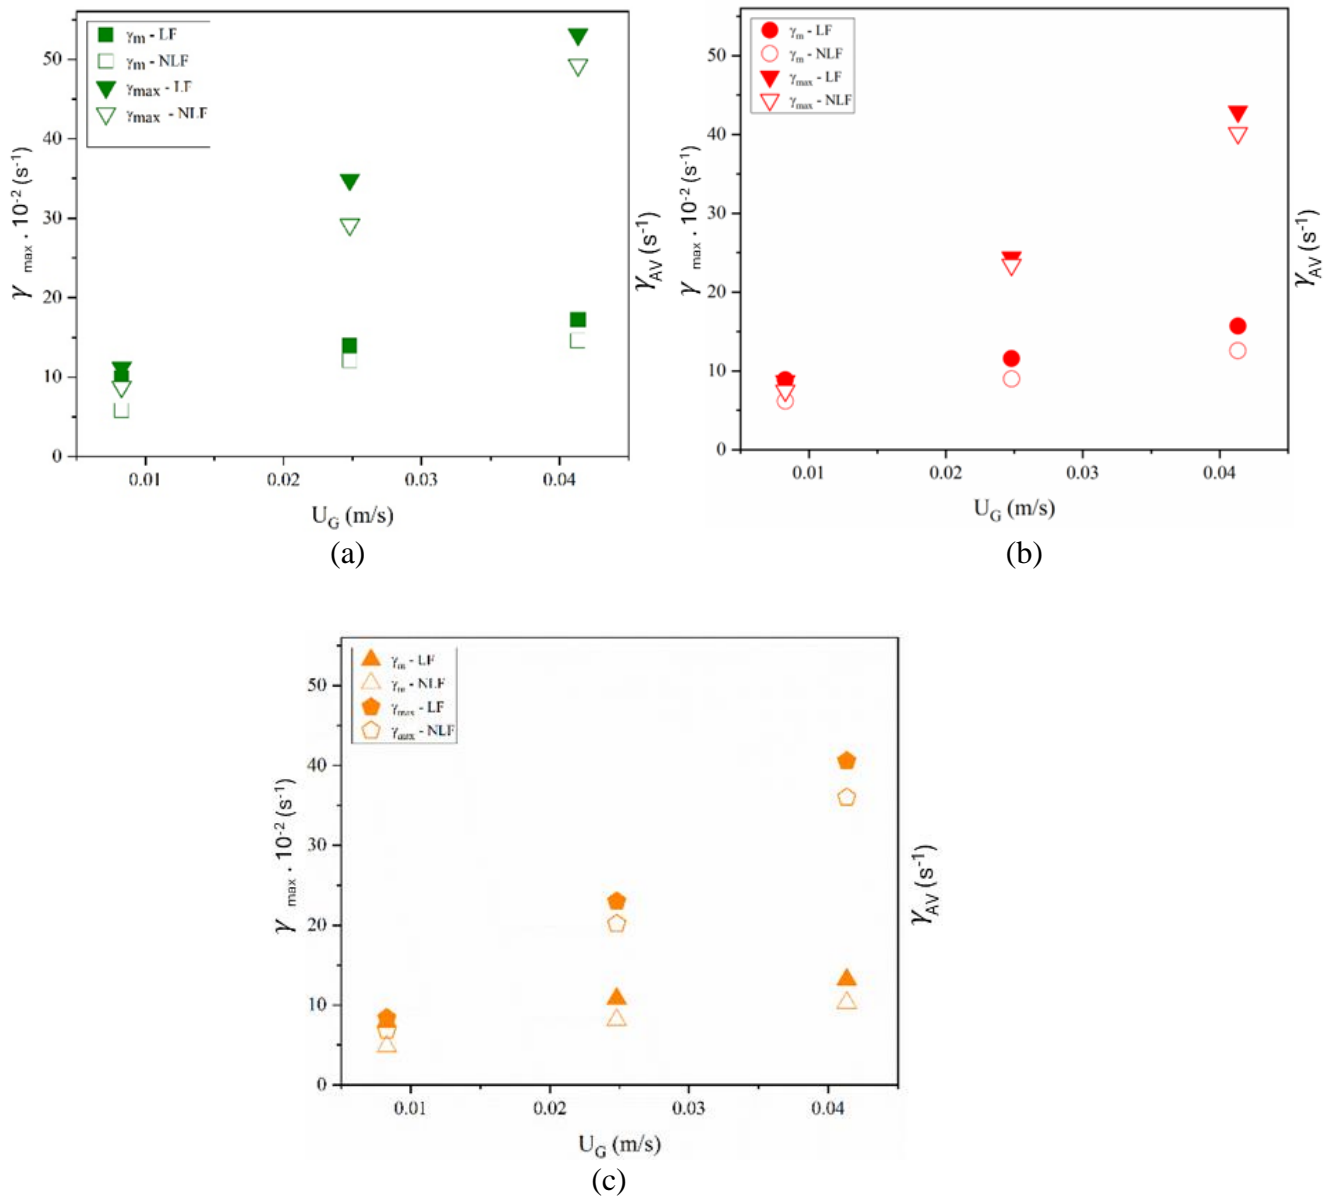 γm - LF
γm - NLF
γmax - LF
γmax - NLF
50
40
30
20
10
0
0.01 0.02 0.03 0.04
γ max · 10⁻² (s⁻¹)
γAV (s⁻¹)
UG (m/s)
(a)
γm - LF
γm - NLF
γmax - LF
γmax - NLF
50
40
30
20
10
0
0.01 0.02 0.03 0.04
γ max · 10⁻² (s⁻¹)
γAV (s⁻¹)
UG (m/s)
(b)
γm - LF
γm - NLF
γmax - LF
γmax - NLF
50
40
30
20
10
0
0.01 0.02 0.03 0.04
γ max · 10⁻² (s⁻¹)
γAV (s⁻¹)
UG (m/s)
(c)